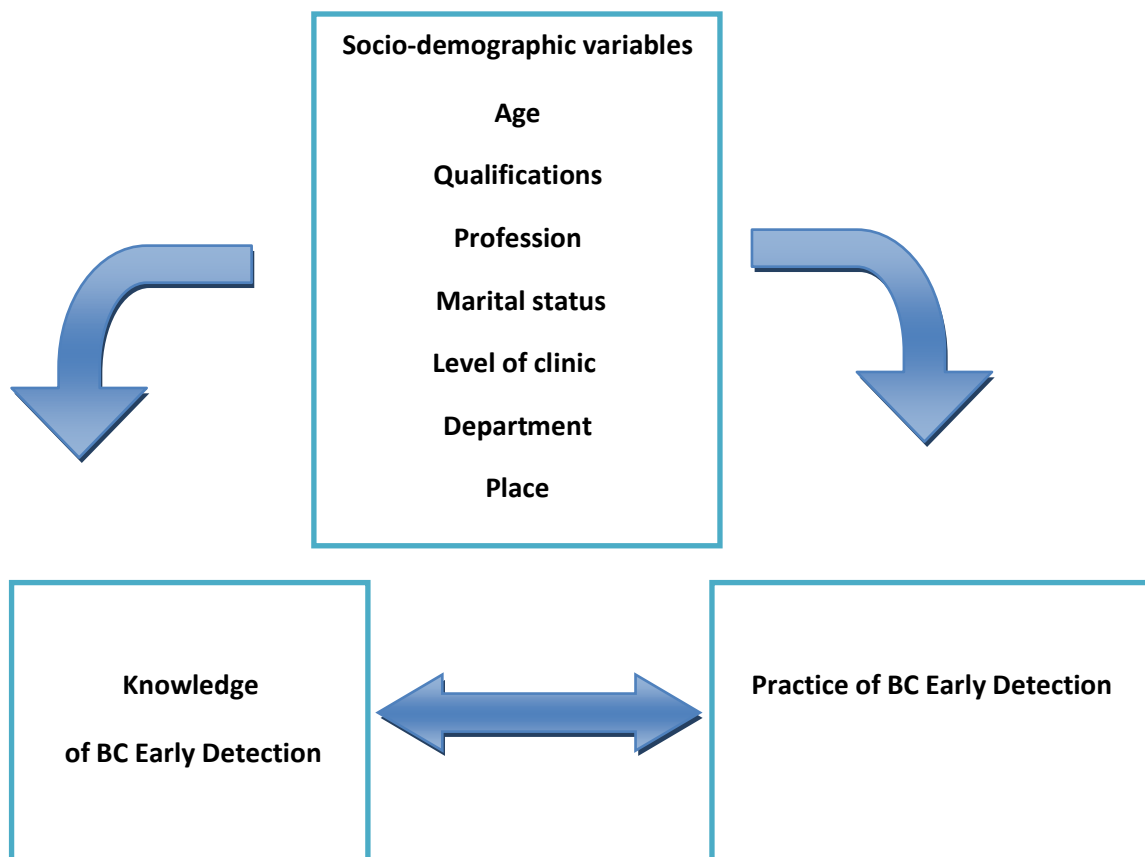 Socio-demographic variables
Age
Qualifications
Profession
Marital status
Level of clinic
Department
Place
Knowledge
of BC Early Detection
Practice of BC Early Detection